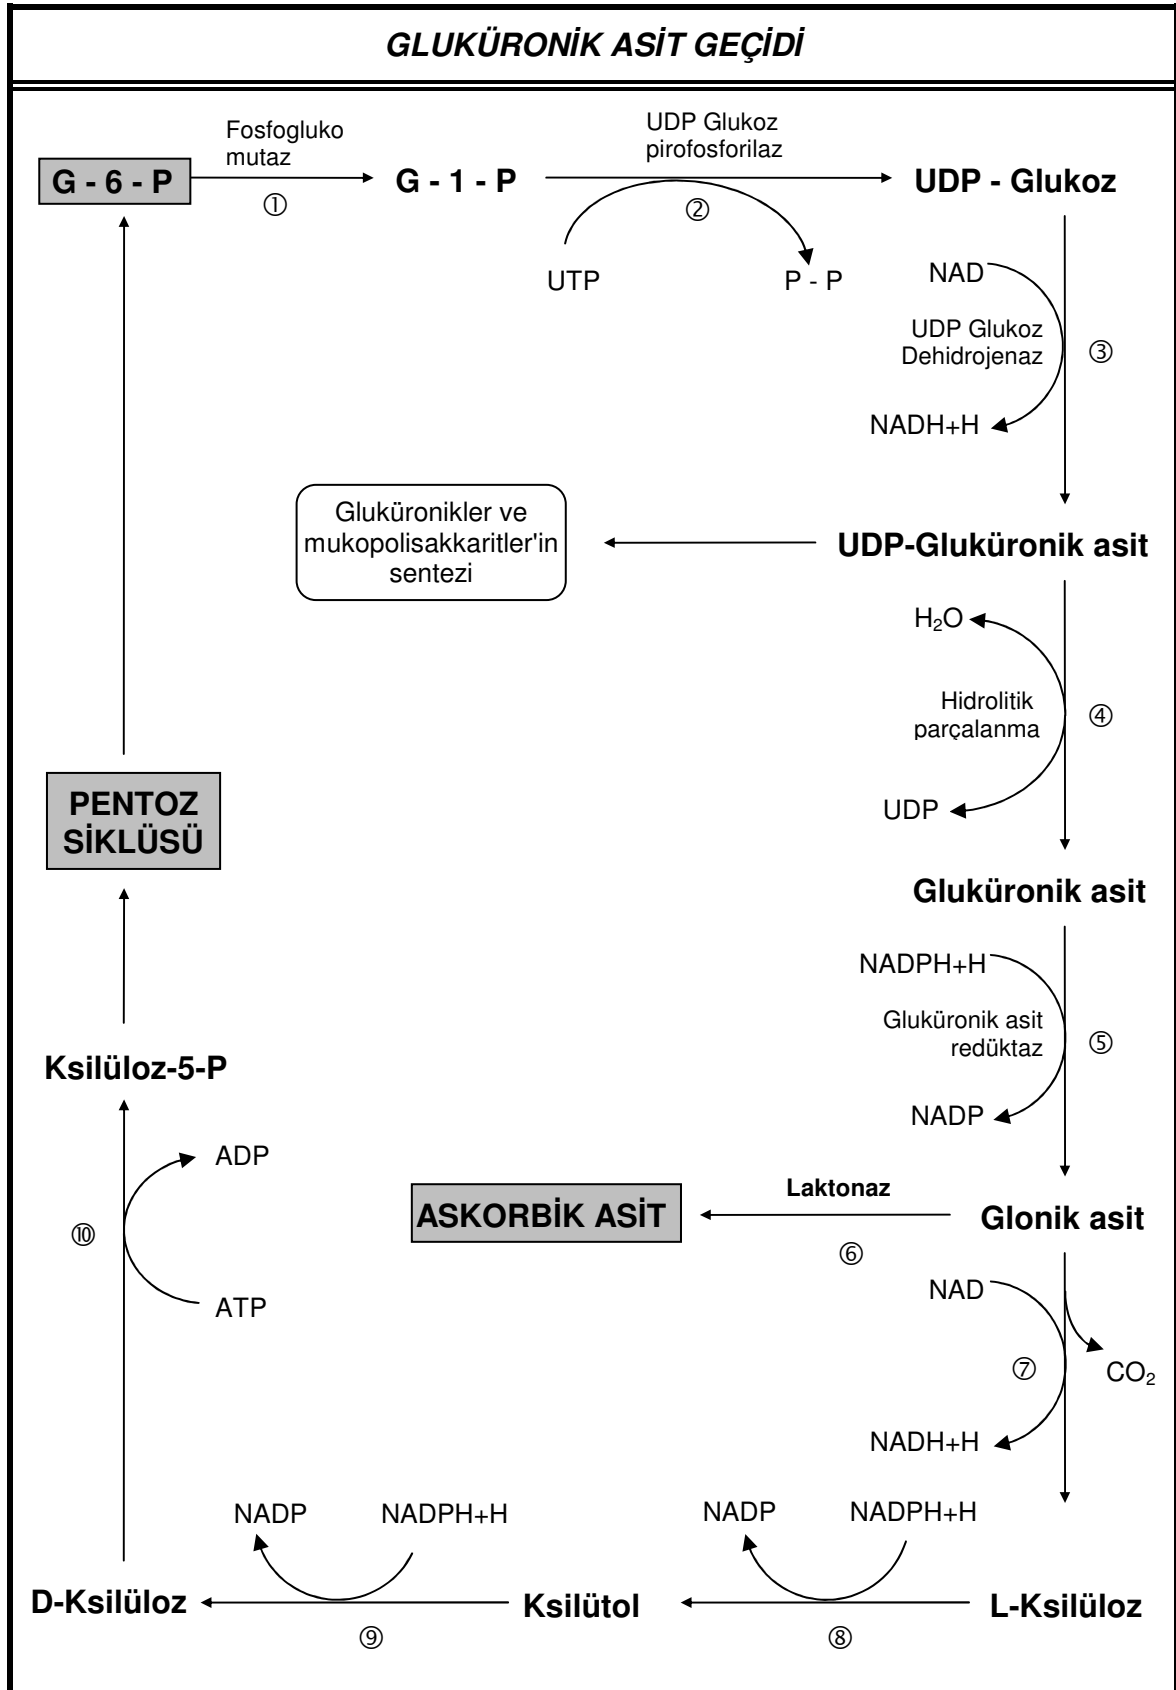 GLUKÜRONİK ASİT GEÇİDİ
Fosfogluko
mutaz
UDP Glukoz
pirofosforilaz
G - 6 - P
G - 1 - P
UDP - Glukoz
①
②
UTP
P - P
NAD
UDP Glukoz
Dehidrojenaz
③
NADH+H
Gluküronikler ve
mukopolisakkaritler'in
sentezi
UDP-Gluküronik asit
H₂O
Hidrolitik
parçalanma
④
UDP
PENTOZ
SİKLÜSÜ
Gluküronik asit
NADPH+H
Gluküronik asit
redüktaz
⑤
NADP
Ksilüloz-5-P
ADP
⑩
ATP
Laktonaz
ASKORBİK ASİT
Glonik asit
⑥
NAD
⑦
CO₂
NADH+H
NADP
NADPH+H
NADP
NADPH+H
D-Ksilüloz
Ksilütol
L-Ksilüloz
⑨
⑧